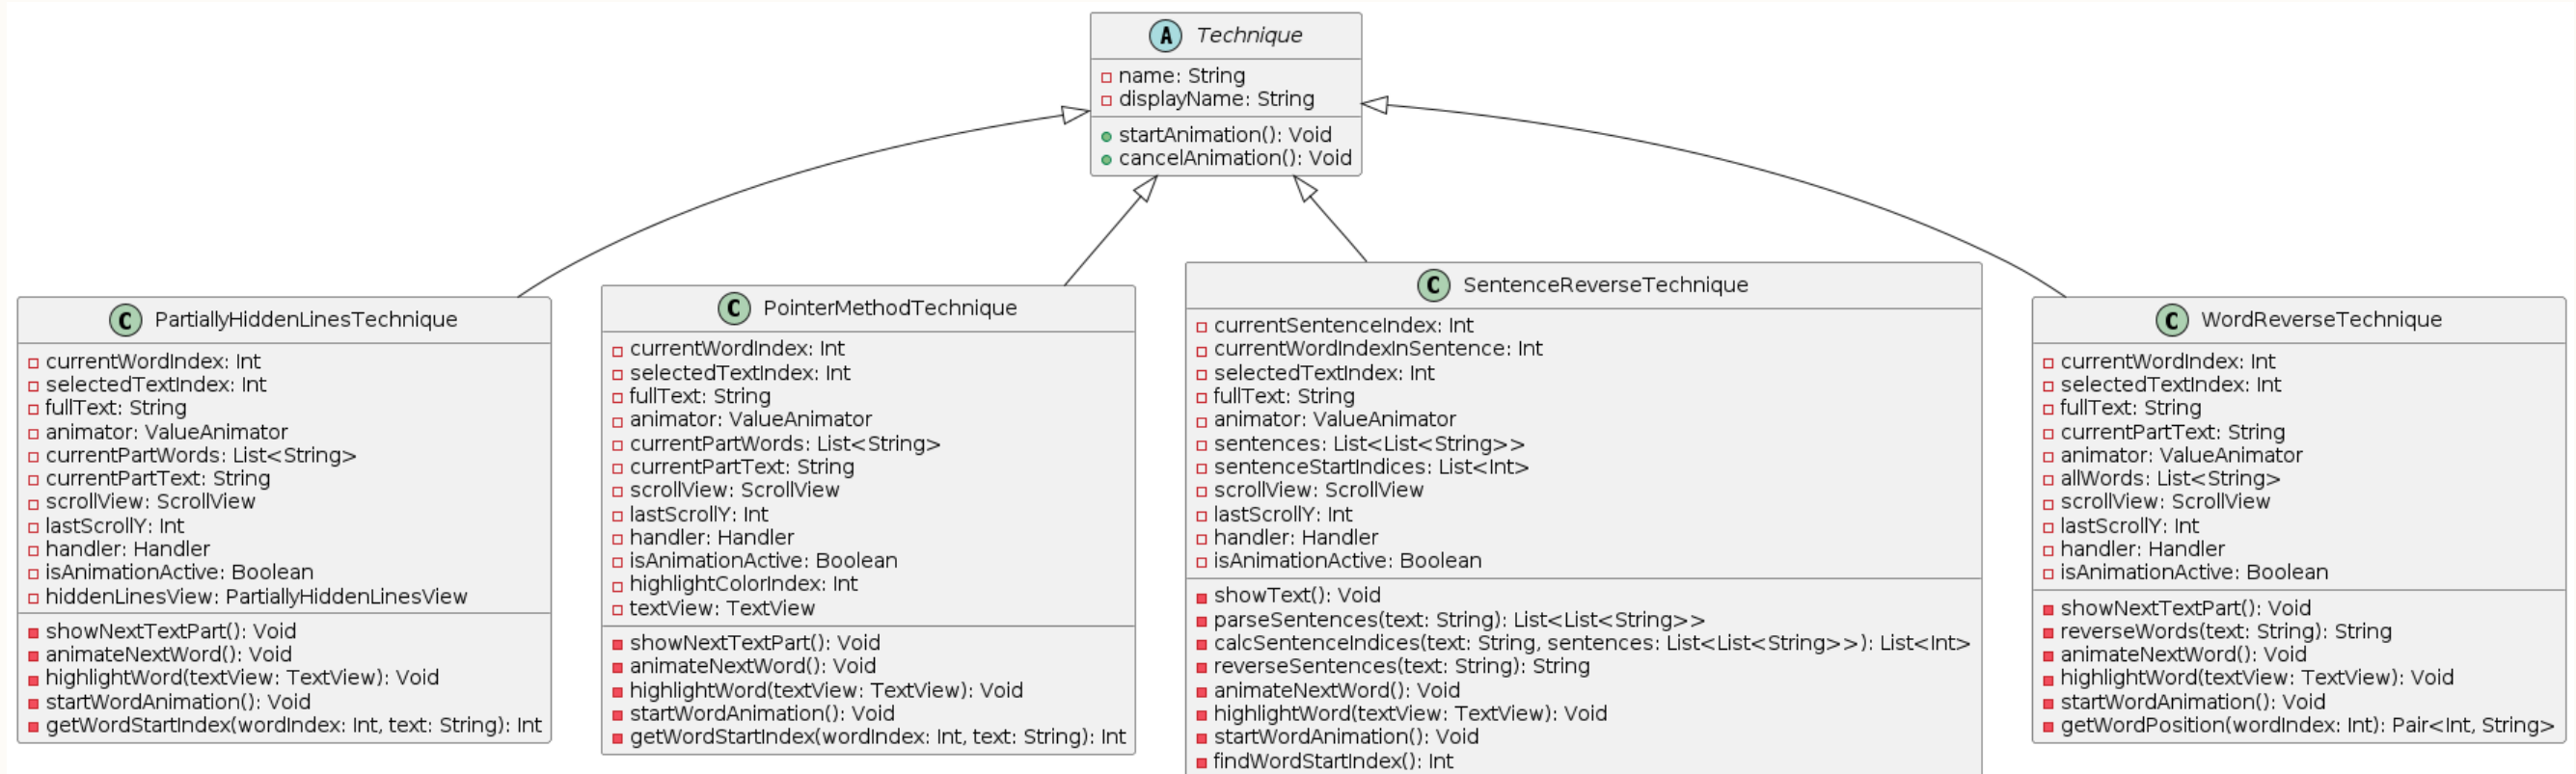 A Technique
name: String
displayName: String
startAnimation(): Void
cancelAnimation(): Void
C PartiallyHiddenLinesTechnique
currentWordIndex: Int
selectedTextIndex: Int
fullText: String
animator: ValueAnimator
currentPartWords: List<String>
currentPartText: String
scrollView: ScrollView
lastScrollY: Int
handler: Handler
isAnimationActive: Boolean
hiddenLinesView: PartiallyHiddenLinesView
showNextTextPart(): Void
animateNextWord(): Void
highlightWord(textView: TextView): Void
startWordAnimation(): Void
getWordStartIndex(wordIndex: Int, text: String): Int
C PointerMethodTechnique
currentWordIndex: Int
selectedTextIndex: Int
fullText: String
animator: ValueAnimator
currentPartWords: List<String>
currentPartText: String
scrollView: ScrollView
lastScrollY: Int
handler: Handler
isAnimationActive: Boolean
highlightColorIndex: Int
textView: TextView
showNextTextPart(): Void
animateNextWord(): Void
highlightWord(textView: TextView): Void
startWordAnimation(): Void
getWordStartIndex(wordIndex: Int, text: String): Int
C SentenceReverseTechnique
currentSentenceIndex: Int
currentWordIndexInSentence: Int
selectedTextIndex: Int
fullText: String
animator: ValueAnimator
sentences: List<List<String>>
sentenceStartIndices: List<Int>
scrollView: ScrollView
lastScrollY: Int
handler: Handler
isAnimationActive: Boolean
showText(): Void
parseSentences(text: String): List<List<String>>
calcSentenceIndices(text: String, sentences: List<List<String>>): List<Int>
reverseSentences(text: String): String
animateNextWord(): Void
highlightWord(textView: TextView): Void
startWordAnimation(): Void
findWordStartIndex(): Int
C WordReverseTechnique
currentWordIndex: Int
selectedTextIndex: Int
fullText: String
currentPartText: String
animator: ValueAnimator
allWords: List<String>
scrollView: ScrollView
lastScrollY: Int
handler: Handler
isAnimationActive: Boolean
showNextTextPart(): Void
reverseWords(text: String): String
animateNextWord(): Void
highlightWord(textView: TextView): Void
startWordAnimation(): Void
getWordPosition(wordIndex: Int): Pair<Int, String>